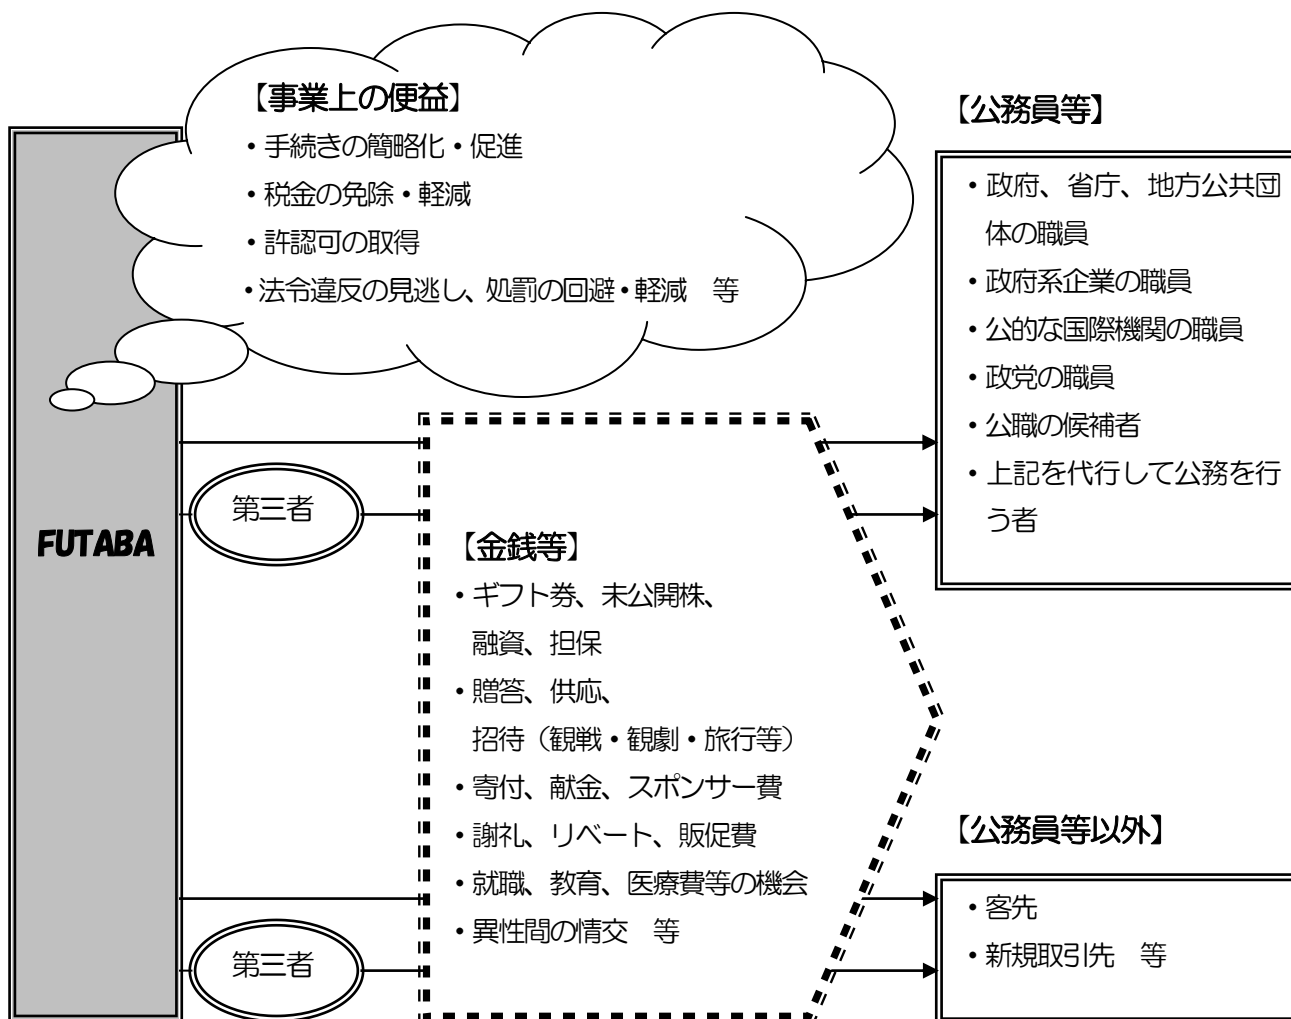 【事業上の便益】
・手続きの簡略化・促進
・税金の免除・軽減
・許認可の取得
・法令違反の見逃し、処罰の回避・軽減　等
【公務員等】
・政府、省庁、地方公共団
体の職員
・政府系企業の職員
・公的な国際機関の職員
・政党の職員
・公職の候補者
・上記を代行して公務を行
う者
FUTABA
第三者
【金銭等】
・ギフト券、未公開株、
融資、担保
・贈答、供応、
招待（観戦・観劇・旅行等）
・寄付、献金、スポンサー費
・謝礼、リベート、販促費
・就職、教育、医療費等の機会
・異性間の情交　等
第三者
【公務員等以外】
・客先
・新規取引先　等